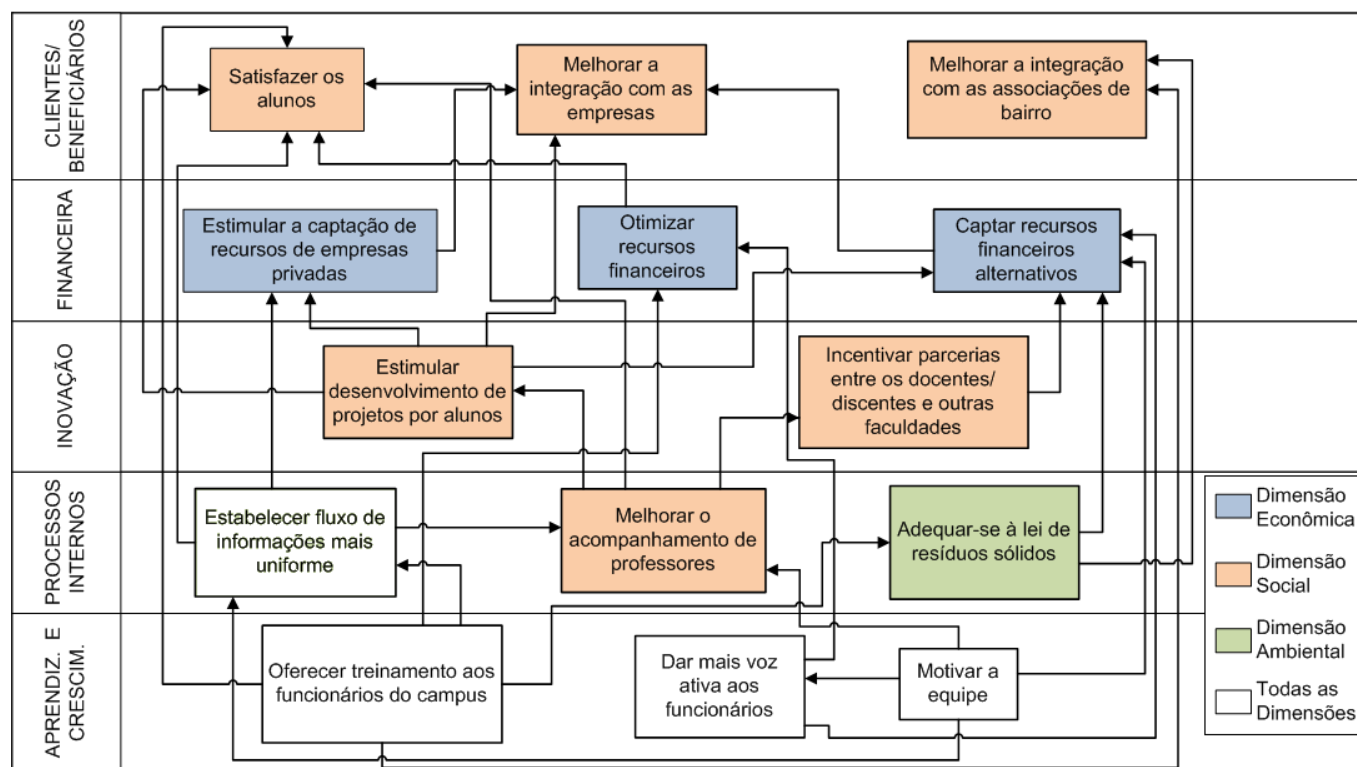 CLIENTES/
BENEFICIÁRIOS
Satisfazer os
alunos
Melhorar a
integração com as
empresas
Melhorar a integração
com as associações de
bairro
FINANCEIRA
Estimular a captação de
recursos de empresas
privadas
Otimizar
recursos
financeiros
Captar recursos
financeiros
alternativos
INOVAÇÃO
Estimular
desenvolvimento de
projetos por alunos
Incentivar parcerias
entre os docentes/
discentes e outras
faculdades
PROCESSOS
INTERNOS
Estabelecer fluxo de
informações mais
uniforme
Melhorar o
acompanhamento de
professores
Adequar-se à lei de
resíduos sólidos
APRENDIZ. E
CRESCIM.
Oferecer treinamento aos
funcionários do campus
Dar mais voz
ativa aos
funcionários
Motivar a
equipe
Dimensão
Econômica
Dimensão
Social
Dimensão
Ambiental
Todas as
Dimensões